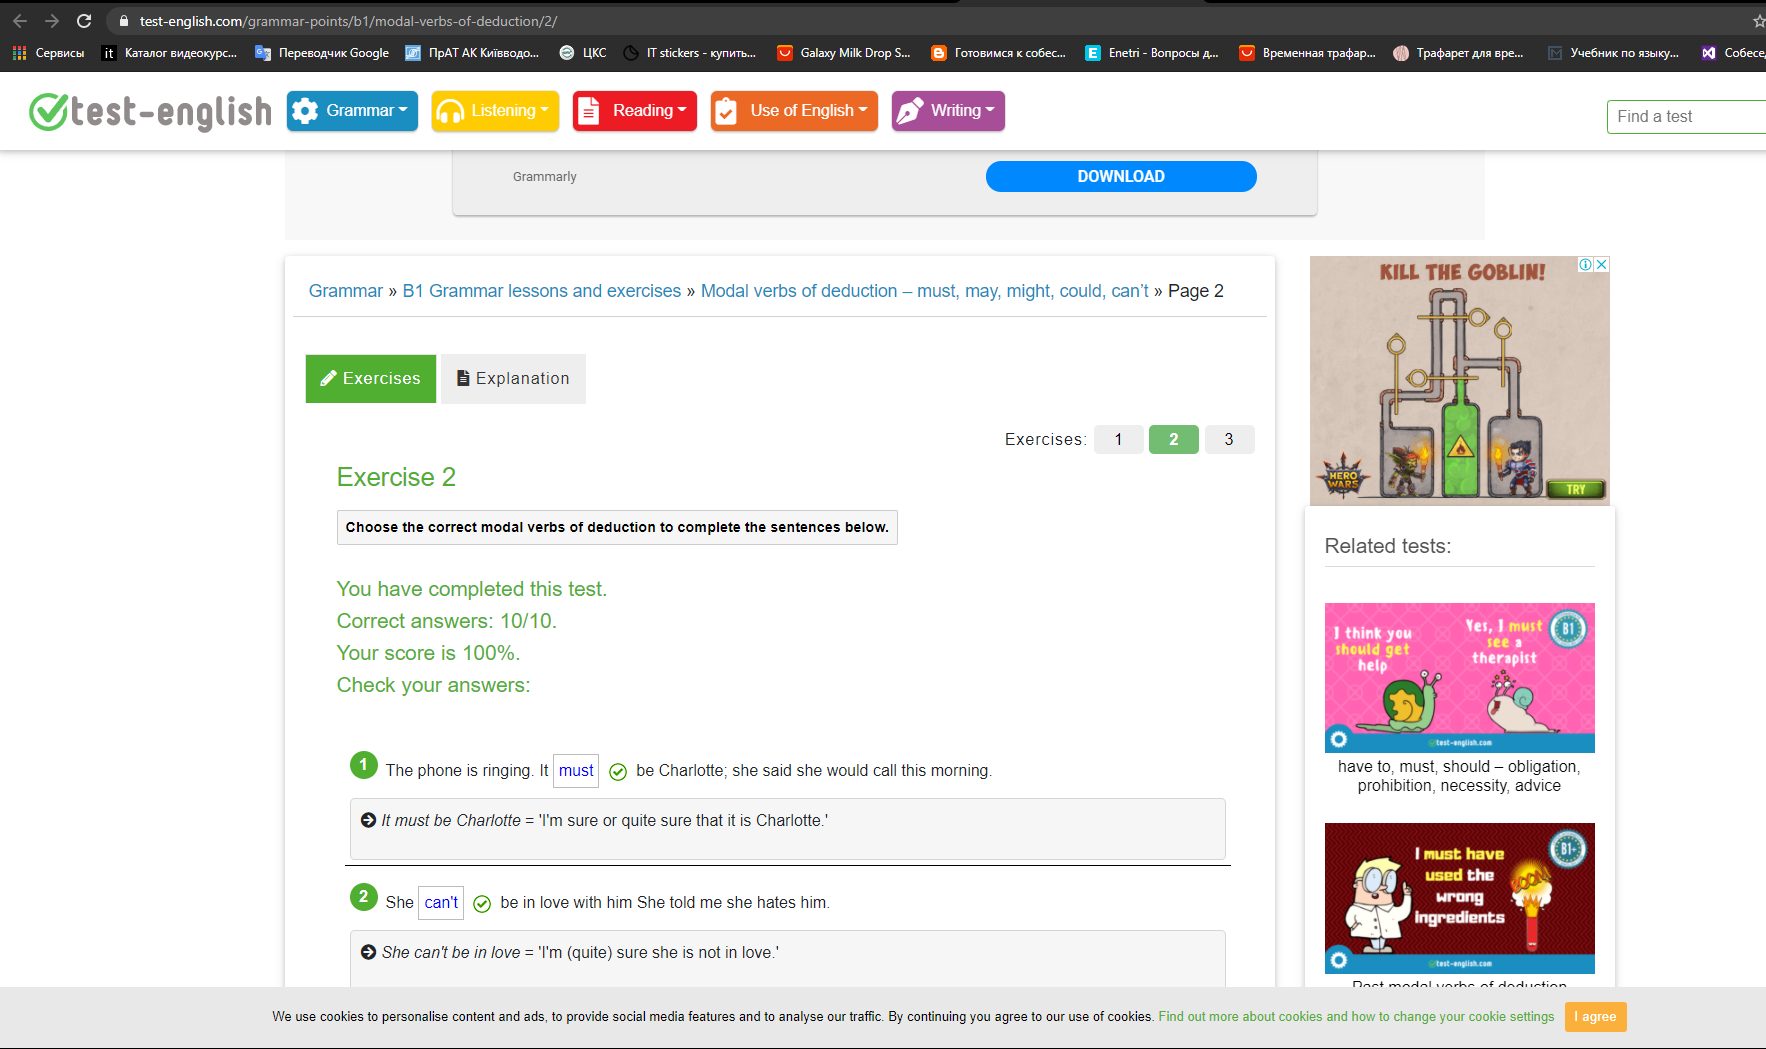 test-english.com/grammar-points/b1/modal-verbs-of-deduction/2/
Сервисы
it Каталог видеокурс...
Переводчик Google
ПрАТ АК Київводо...
ЦКС
IT stickers - купить...
Galaxy Milk Drop S...
Готовимся к собес...
E Enetri - Вопросы д...
Временная трафар...
Трафарет для вре...
Учебник по языку...
Собесед
test-english
Grammar
Listening
Reading
Use of English
Writing
Find a test
Grammarly
DOWNLOAD
Grammar » B1 Grammar lessons and exercises » Modal verbs of deduction – must, may, might, could, can't » Page 2
Exercises
Explanation
Exercises: 1 2 3
Exercise 2
Choose the correct modal verbs of deduction to complete the sentences below.
You have completed this test.
Correct answers: 10/10.
Your score is 100%.
Check your answers:
1 The phone is ringing. It must be Charlotte; she said she would call this morning.
It must be Charlotte = 'I'm sure or quite sure that it is Charlotte.'
2 She can't be in love with him She told me she hates him.
She can't be in love = 'I'm (quite) sure she is not in love.'
KILL THE GOBLIN!
HERO
WARS
TRY
Related tests:
I think you
should get
help
Yes, I must
see a
therapist
B1
test-english.com
have to, must, should – obligation,
prohibition, necessity, advice
I must have
used the
wrong
ingredients
BOOM
B1+
test-english.com
Past modal verbs of deduction
We use cookies to personalise content and ads, to provide social media features and to analyse our traffic. By continuing you agree to our use of cookies. Find out more about cookies and how to change your cookie settings
I agree